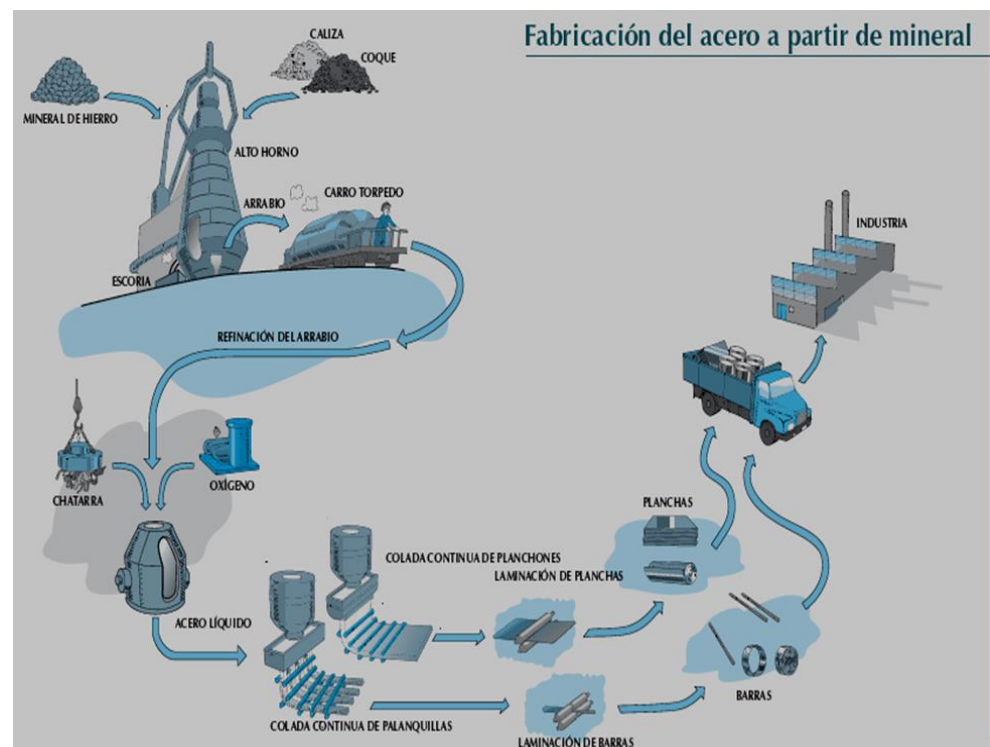 Fabricación del acero a partir de mineral
CALIZA
COQUE
MINERAL DE HIERRO
ALTO HORNO
ARRABIO
CARRO TORPEDO
ESCORIA
INDUSTRIA
REFINACIÓN DEL ARRABIO
CHATARRA
OXÍGENO
PLANCHAS
COLADA CONTINUA DE PLANCHONES
LAMINACIÓN DE PLANCHAS
ACERO LÍQUIDO
BARRAS
COLADA CONTINUA DE PALANQUILLAS
LAMINACIÓN DE BARRAS